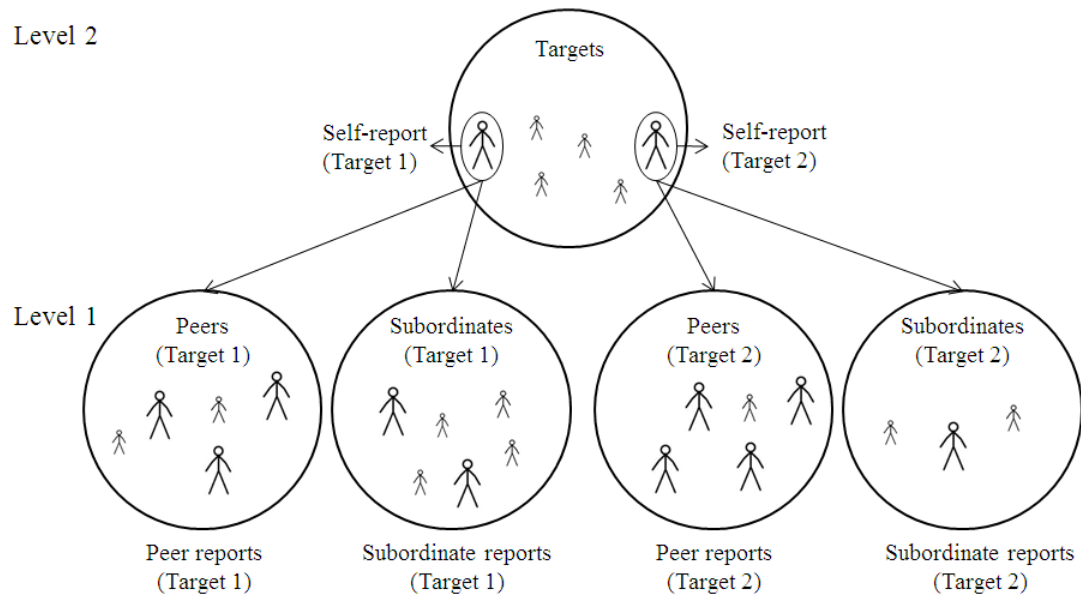 Level 2
Targets
Self-report
(Target 1)
Self-report
(Target 2)
Level 1
Peers
(Target 1)
Subordinates
(Target 1)
Peers
(Target 2)
Subordinates
(Target 2)
Peer reports
(Target 1)
Subordinate reports
(Target 1)
Peer reports
(Target 2)
Subordinate reports
(Target 2)